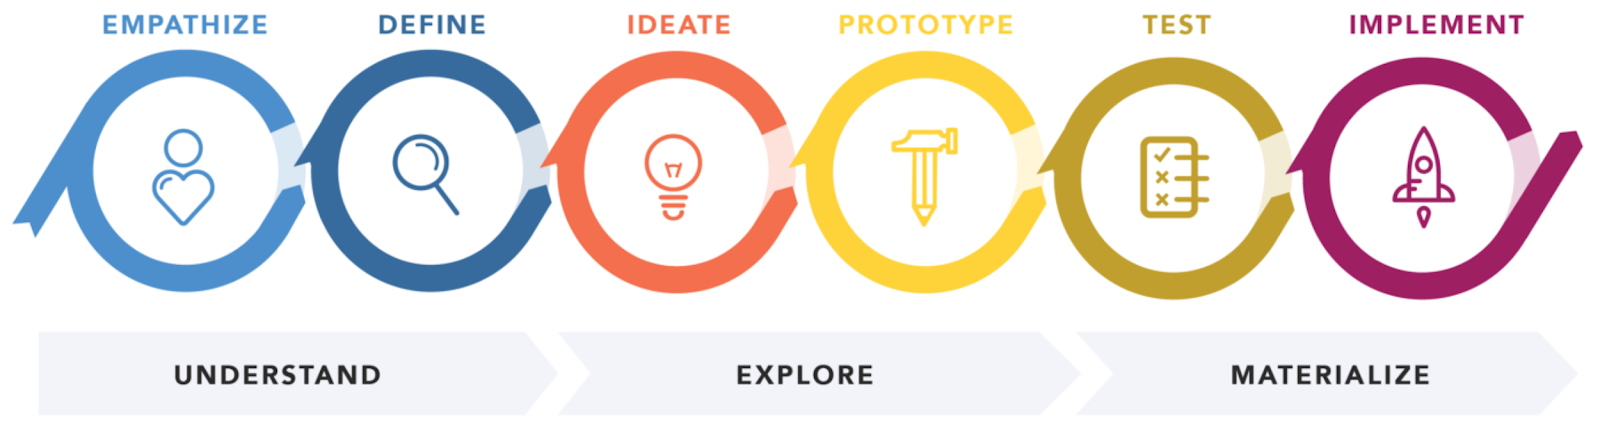 EMPATHIZE
DEFINE
IDEATE
PROTOTYPE
TEST
IMPLEMENT
UNDERSTAND
EXPLORE
MATERIALIZE